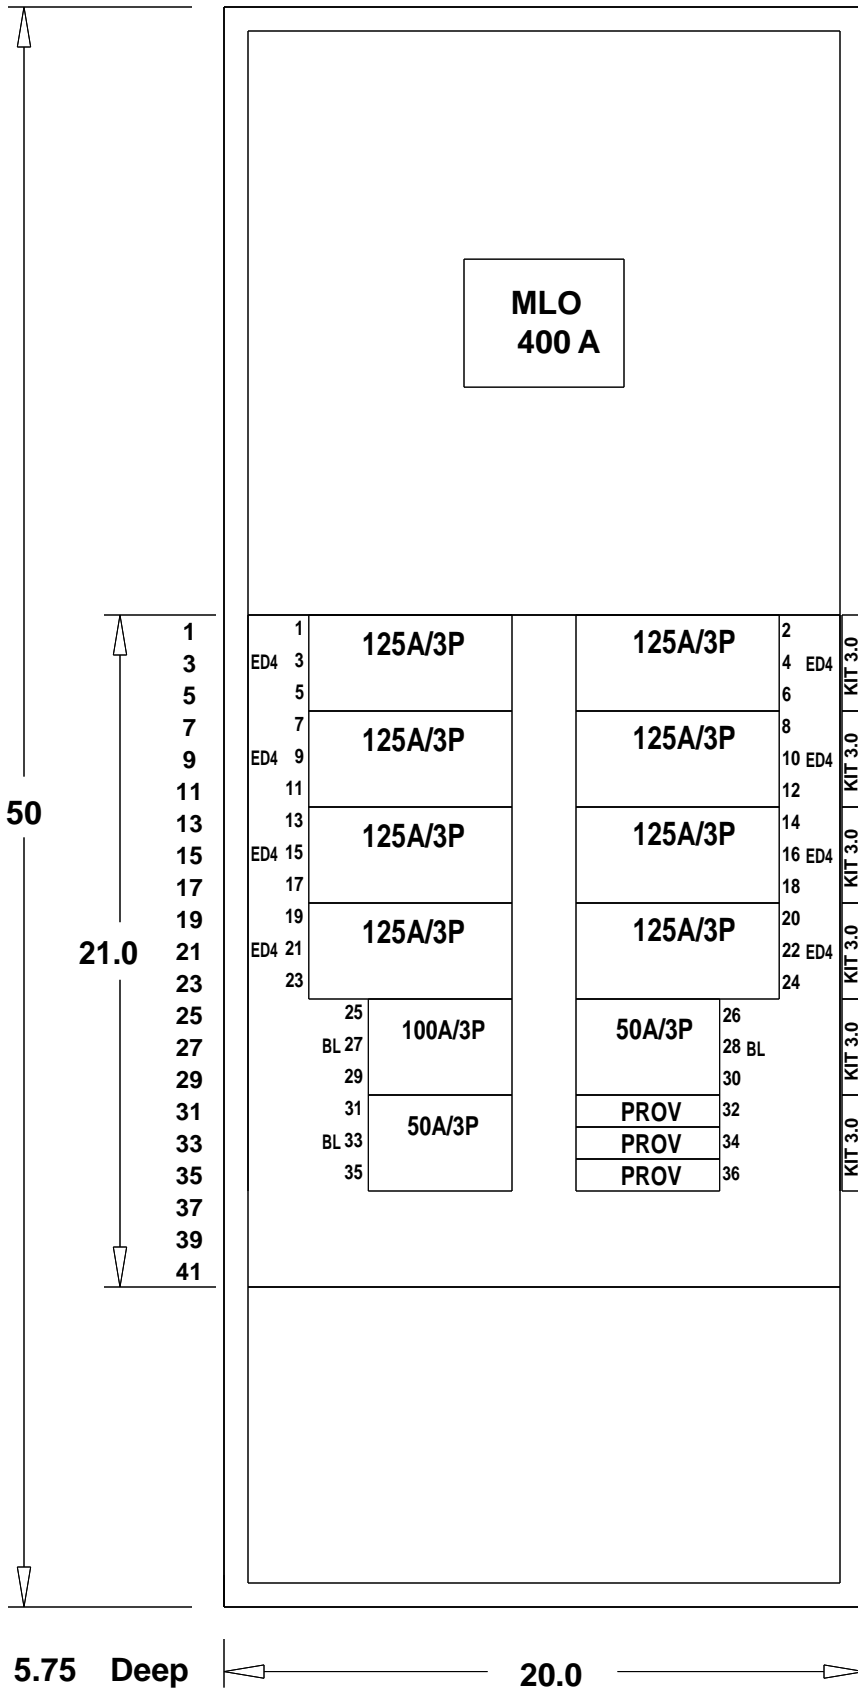 MLO
400 A
1 1 125A/3P 125A/3P 2
3 ED4 3 4 ED4 KIT 3.0
5 5 6
7 7 125A/3P 125A/3P 8
9 ED4 9 10 ED4 KIT 3.0
11 11 12
50
13 13 125A/3P 125A/3P 14
15 ED4 15 16 ED4 KIT 3.0
17 17 18
19 19 125A/3P 125A/3P 20
21.0 21 ED4 21 22 ED4 KIT 3.0
23 23 24
25 25 100A/3P 50A/3P 26
27 BL 27 28 BL KIT 3.0
29 29 30
31 31 50A/3P PROV 32
33 BL 33 PROV 34 KIT 3.0
35 35 PROV 36
37
39
41
5.75 Deep 20.0